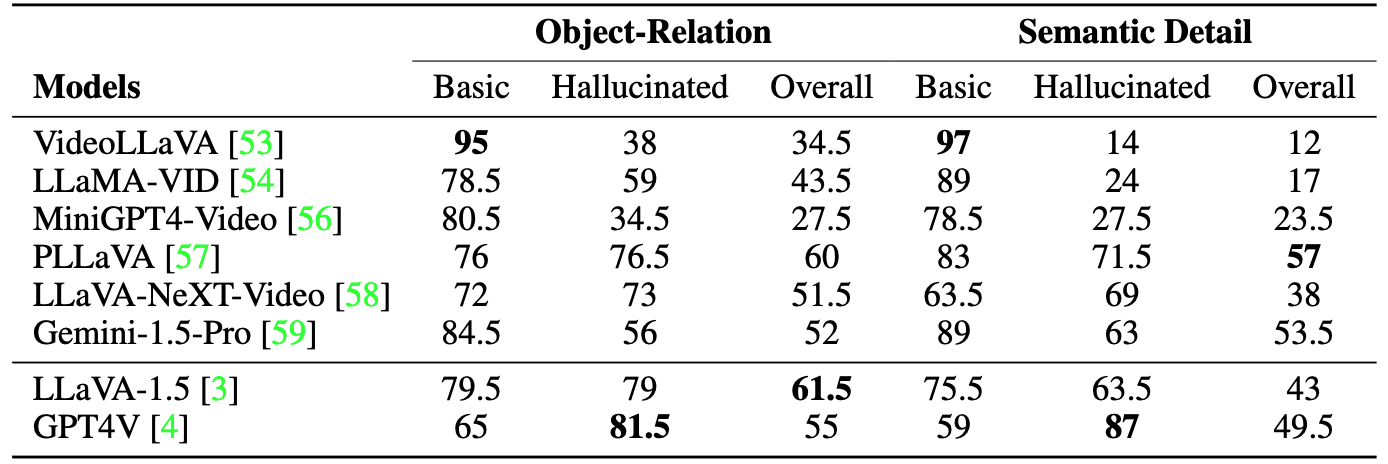 Object-Relation Semantic Detail
Models Basic Hallucinated Overall Basic Hallucinated Overall
VideoLLaVA [53] 95 38 34.5 97 14 12
LLaMA-VID [54] 78.5 59 43.5 89 24 17
MiniGPT4-Video [56] 80.5 34.5 27.5 78.5 27.5 23.5
PLLaVA [57] 76 76.5 60 83 71.5 57
LLaVA-NeXT-Video [58] 72 73 51.5 63.5 69 38
Gemini-1.5-Pro [59] 84.5 56 52 89 63 53.5
LLaVA-1.5 [3] 79.5 79 61.5 75.5 63.5 43
GPT4V [4] 65 81.5 55 59 87 49.5